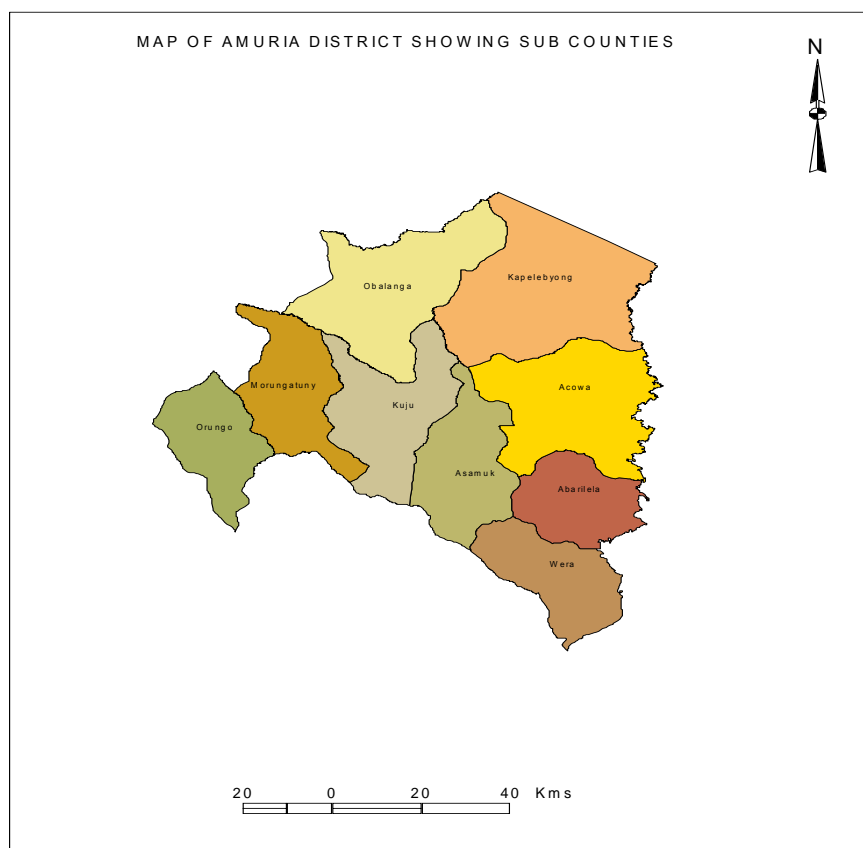 MAP OF AMURIA DISTRICT SHOWING SUB COUNTIES
N
Kapelebyong
Obalanga
Morungatuny
Acowa
Kuju
Orungo
Asamuk
Abarilela
Wera
20 0 20 40 Kms